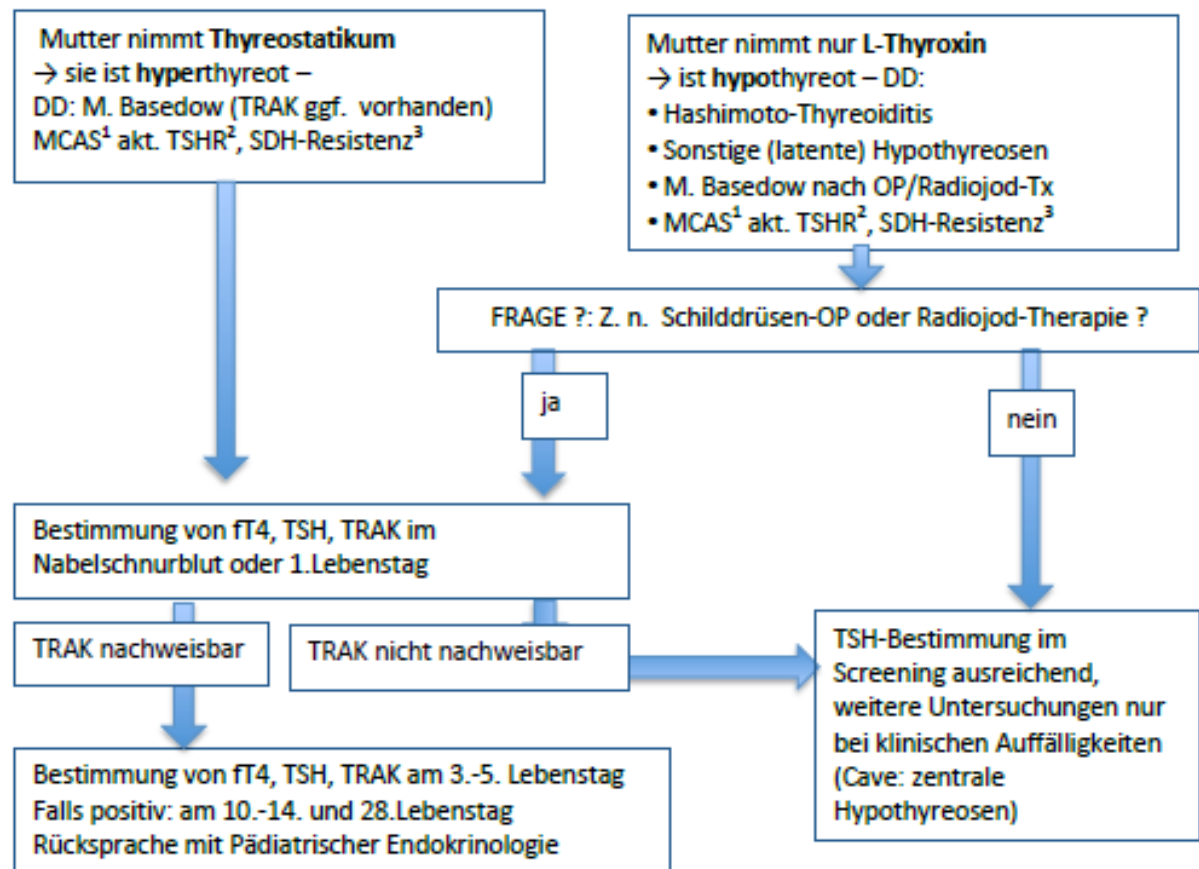 Mutter nimmt Thyreostatikum
→ sie ist hyperthyreot –
DD: M. Basedow (TRAK ggf. vorhanden)
MCAS¹ akt. TSHR², SDH-Resistenz³
Mutter nimmt nur L-Thyroxin
→ ist hypothyreot – DD:
• Hashimoto-Thyreoiditis
• Sonstige (latente) Hypothyreosen
• M. Basedow nach OP/Radiojod-Tx
• MCAS¹ akt. TSHR², SDH-Resistenz³
FRAGE ?: Z. n. Schilddrüsen-OP oder Radiojod-Therapie ?
ja
nein
Bestimmung von fT4, TSH, TRAK im
Nabelschnurblut oder 1.Lebenstag
TRAK nachweisbar
TRAK nicht nachweisbar
TSH-Bestimmung im
Screening ausreichend,
weitere Untersuchungen nur
bei klinischen Auffälligkeiten
(Cave: zentrale
Hypothyreosen)
Bestimmung von fT4, TSH, TRAK am 3.-5. Lebenstag
Falls positiv: am 10.-14. und 28.Lebenstag
Rücksprache mit Pädiatrischer Endokrinologie